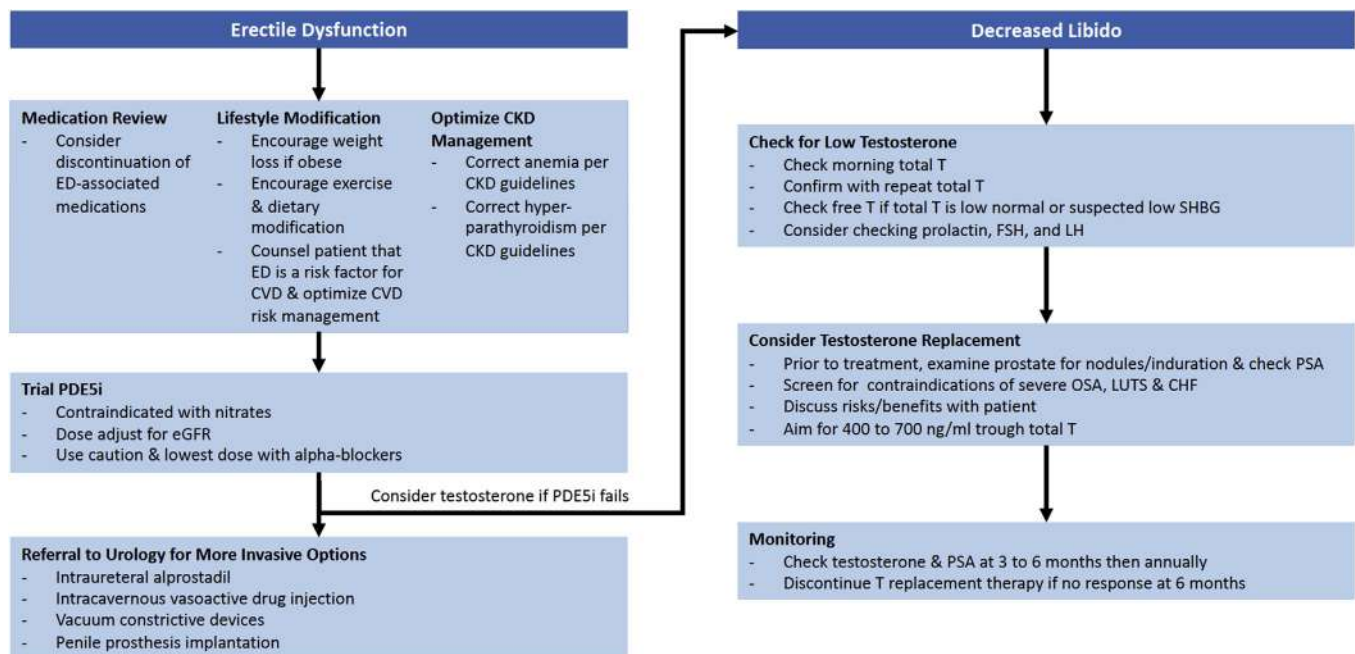 Erectile Dysfunction
Medication Review
- Consider
discontinuation of
ED-associated
medications
Lifestyle Modification
- Encourage weight
loss if obese
- Encourage exercise
& dietary
modification
- Counsel patient that
ED is a risk factor for
CVD & optimize CVD
risk management
Optimize CKD
Management
- Correct anemia per
CKD guidelines
- Correct hyper-
parathyroidism per
CKD guidelines
Trial PDE5i
- Contraindicated with nitrates
- Dose adjust for eGFR
- Use caution & lowest dose with alpha-blockers
Consider testosterone if PDE5i fails
Referral to Urology for More Invasive Options
- Intraureteral alprostadil
- Intracavernous vasoactive drug injection
- Vacuum constrictive devices
- Penile prosthesis implantation
Decreased Libido
Check for Low Testosterone
- Check morning total T
- Confirm with repeat total T
- Check free T if total T is low normal or suspected low SHBG
- Consider checking prolactin, FSH, and LH
Consider Testosterone Replacement
- Prior to treatment, examine prostate for nodules/induration & check PSA
- Screen for contraindications of severe OSA, LUTS & CHF
- Discuss risks/benefits with patient
- Aim for 400 to 700 ng/ml trough total T
Monitoring
- Check testosterone & PSA at 3 to 6 months then annually
- Discontinue T replacement therapy if no response at 6 months